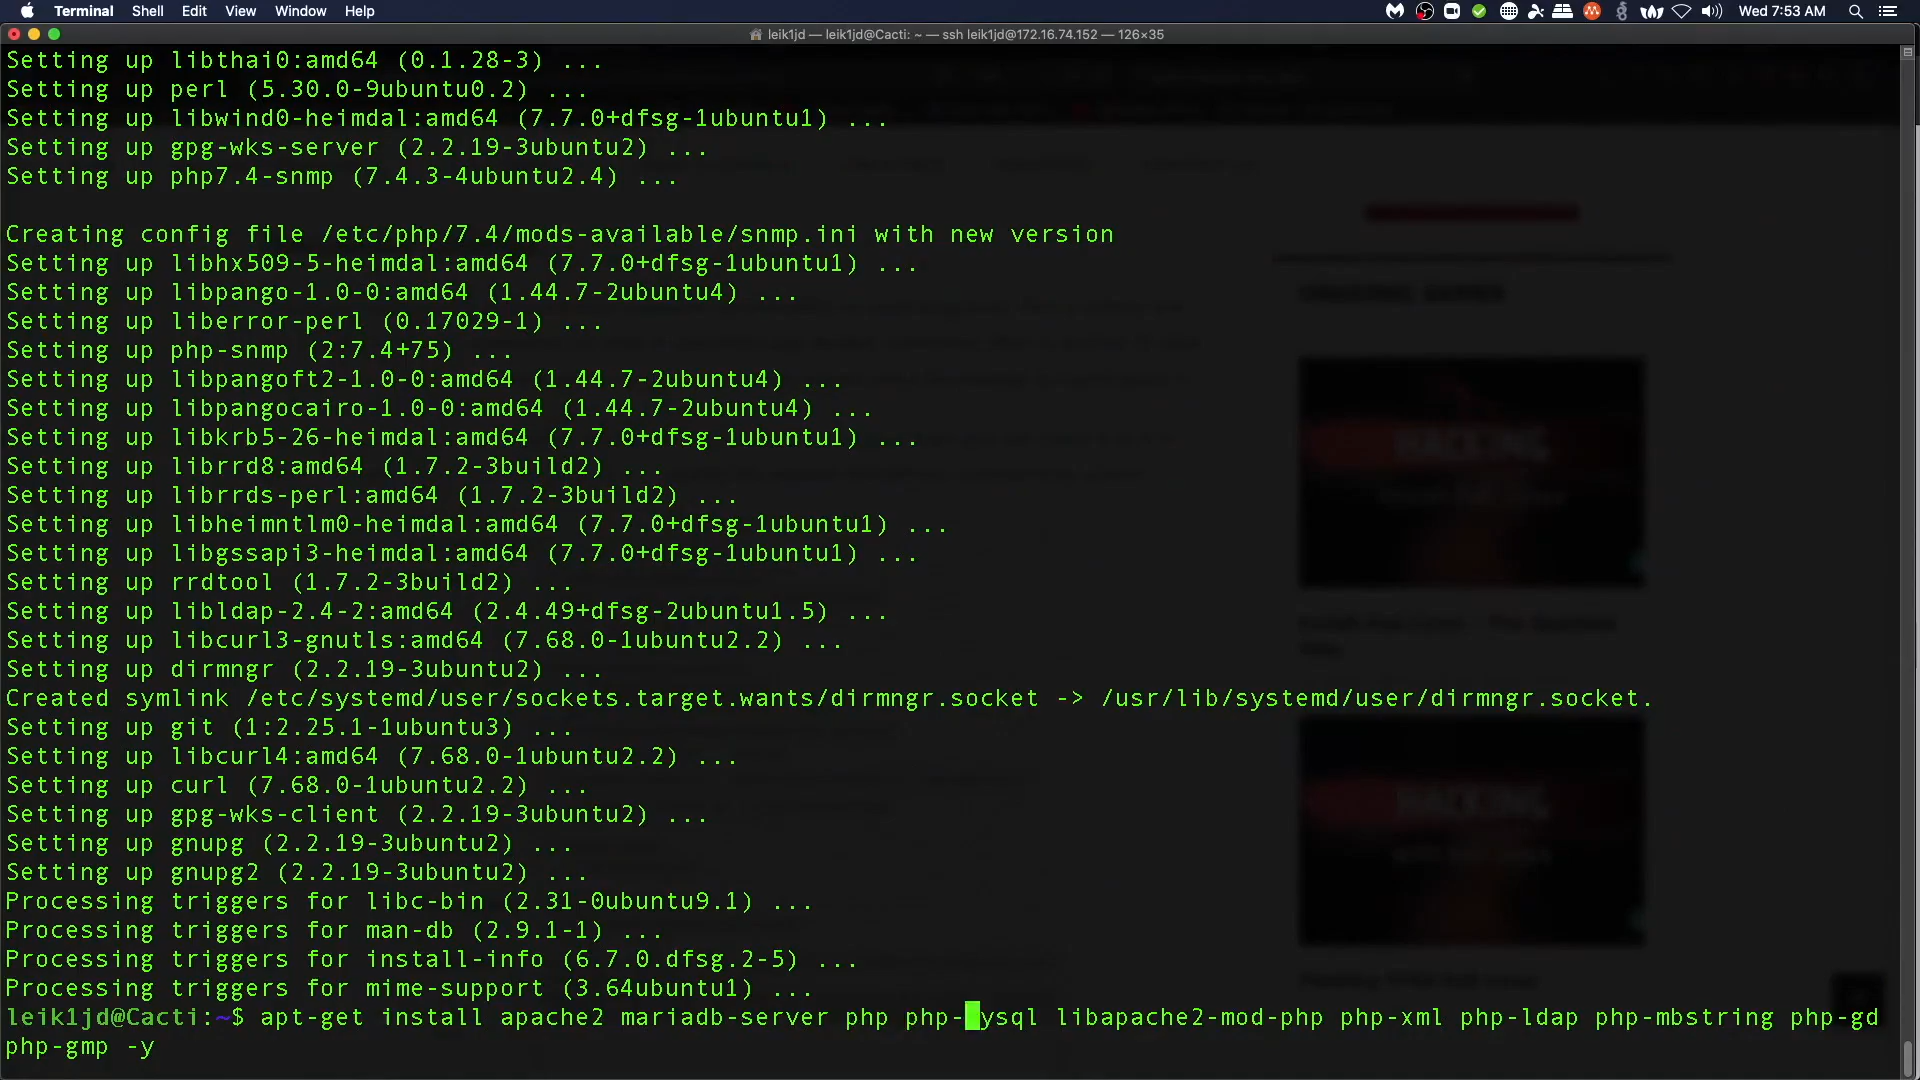 Terminal Shell Edit View Window Help Wed 7:53 AM
leik1jd — leik1jd@Cacti: ~ — ssh leik1jd@172.16.74.152 — 126×35
Setting up libthai0:amd64 (0.1.28-3) ...
Setting up perl (5.30.0-9ubuntu0.2) ...
Setting up libwind0-heimdal:amd64 (7.7.0+dfsg-1ubuntu1) ...
Setting up gpg-wks-server (2.2.19-3ubuntu2) ...
Setting up php7.4-snmp (7.4.3-4ubuntu2.4) ...
Creating config file /etc/php/7.4/mods-available/snmp.ini with new version
Setting up libhx509-5-heimdal:amd64 (7.7.0+dfsg-1ubuntu1) ...
Setting up libpango-1.0-0:amd64 (1.44.7-2ubuntu4) ...
Setting up liberror-perl (0.17029-1) ...
Setting up php-snmp (2:7.4+75) ...
Setting up libpangoft2-1.0-0:amd64 (1.44.7-2ubuntu4) ...
Setting up libpangocairo-1.0-0:amd64 (1.44.7-2ubuntu4) ...
Setting up libkrb5-26-heimdal:amd64 (7.7.0+dfsg-1ubuntu1) ...
Setting up librrd8:amd64 (1.7.2-3build2) ...
Setting up librrds-perl:amd64 (1.7.2-3build2) ...
Setting up libheimntlm0-heimdal:amd64 (7.7.0+dfsg-1ubuntu1) ...
Setting up libgssapi3-heimdal:amd64 (7.7.0+dfsg-1ubuntu1) ...
Setting up rrdtool (1.7.2-3build2) ...
Setting up libldap-2.4-2:amd64 (2.4.49+dfsg-2ubuntu1.5) ...
Setting up libcurl3-gnutls:amd64 (7.68.0-1ubuntu2.2) ...
Setting up dirmngr (2.2.19-3ubuntu2) ...
Created symlink /etc/systemd/user/sockets.target.wants/dirmngr.socket -> /usr/lib/systemd/user/dirmngr.socket.
Setting up git (1:2.25.1-1ubuntu3) ...
Setting up libcurl4:amd64 (7.68.0-1ubuntu2.2) ...
Setting up curl (7.68.0-1ubuntu2.2) ...
Setting up gpg-wks-client (2.2.19-3ubuntu2) ...
Setting up gnupg (2.2.19-3ubuntu2) ...
Setting up gnupg2 (2.2.19-3ubuntu2) ...
Processing triggers for libc-bin (2.31-0ubuntu9.1) ...
Processing triggers for man-db (2.9.1-1) ...
Processing triggers for install-info (6.7.0.dfsg.2-5) ...
Processing triggers for mime-support (3.64ubuntu1) ...
leik1jd@Cacti:~$ apt-get install apache2 mariadb-server php php-ysql libapache2-mod-php php-xml php-ldap php-mbstring php-gd
php-gmp -y